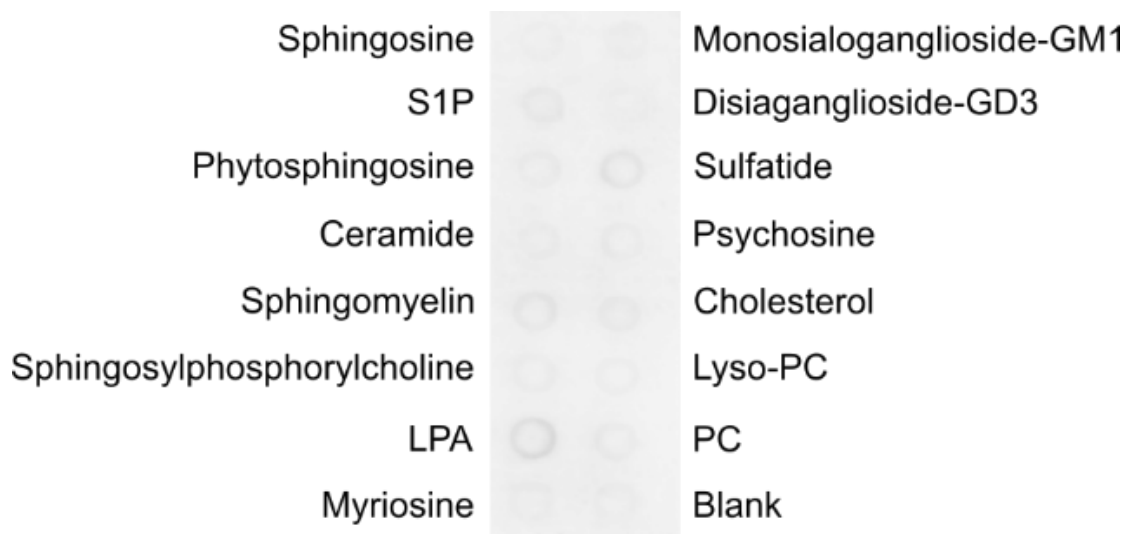 Sphingosine Monosialoganglioside-GM1
S1P Disiaganglioside-GD3
Phytosphingosine Sulfatide
Ceramide Psychosine
Sphingomyelin Cholesterol
Sphingosylphosphorylcholine Lyso-PC
LPA PC
Myriosine Blank